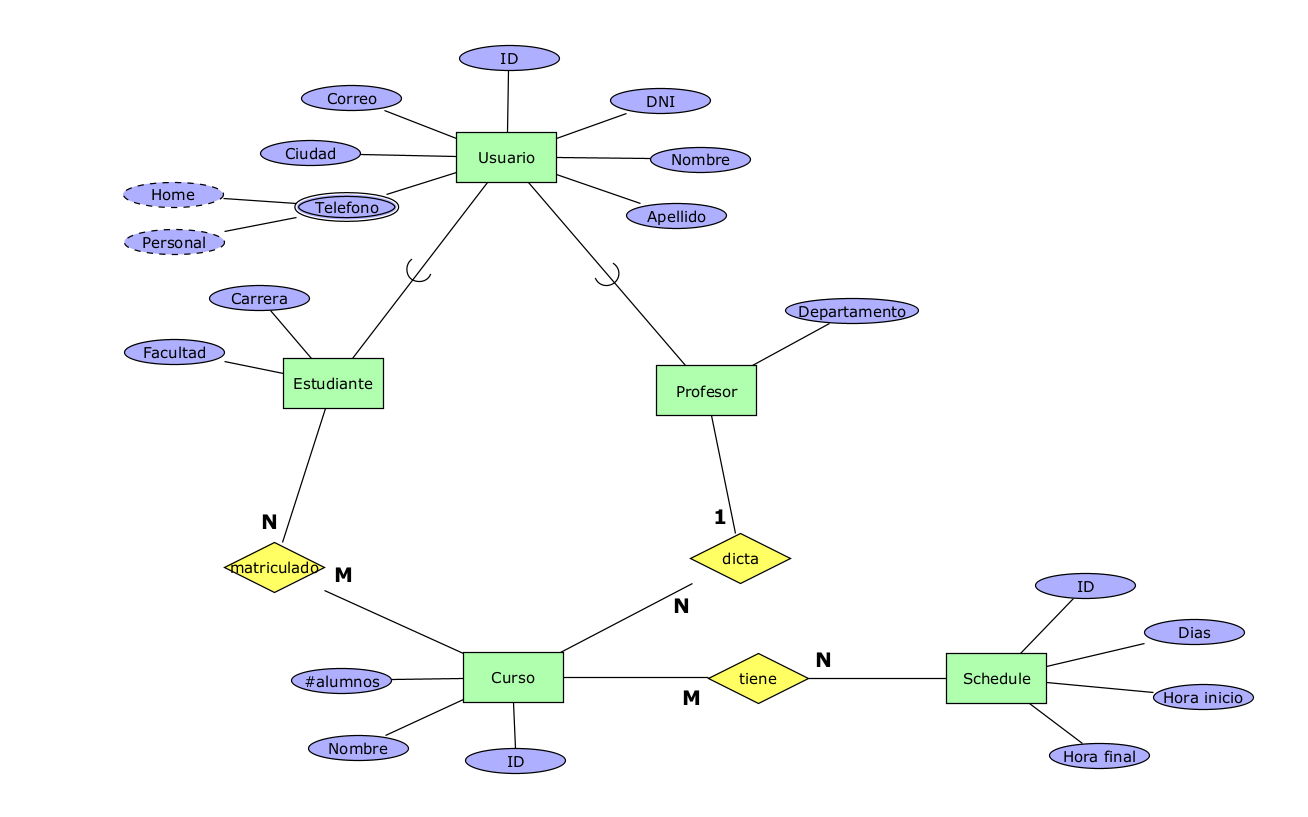 ID
Correo
DNI
Ciudad
Usuario
Nombre
Home
Telefono
Apellido
Personal
Carrera
Departamento
Facultad
Estudiante
Profesor
N
1
matriculado
M
dicta
N
ID
Dias
N
#alumnos
Curso
tiene
Schedule
M
Hora inicio
Nombre
ID
Hora final